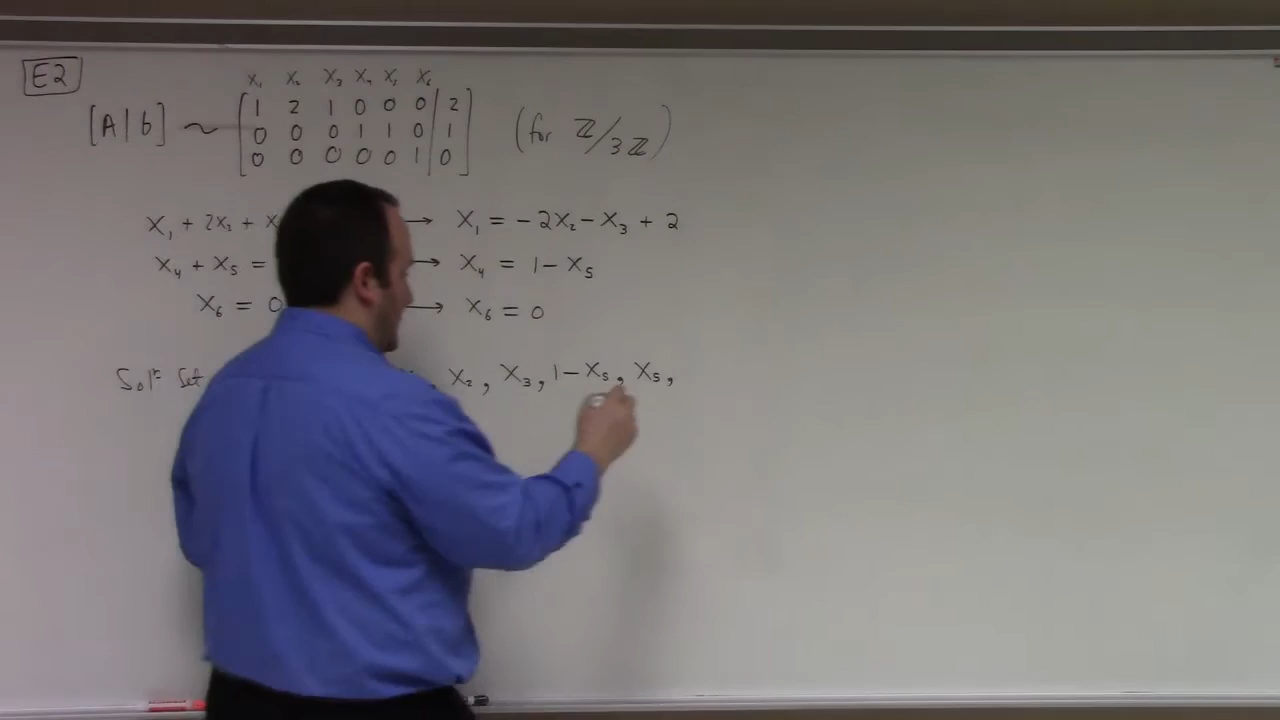 E2
X₁ X₂ X₃ X₄ X₅ X₆
[A|b] ~ [1 2 1 0 0 0 | 2] (for ℤ/3ℤ)
[0 0 0 1 1 0 | 1]
[0 0 0 0 0 1 | 0]
X₁ + 2X₂ + X → X₁ = -2X₂ - X₃ + 2
X₄ + X₅ = → X₄ = 1 - X₅
X₆ = 0 → X₆ = 0
Solⁿ Set , X₂, X₃, 1 - X₅, X₅,